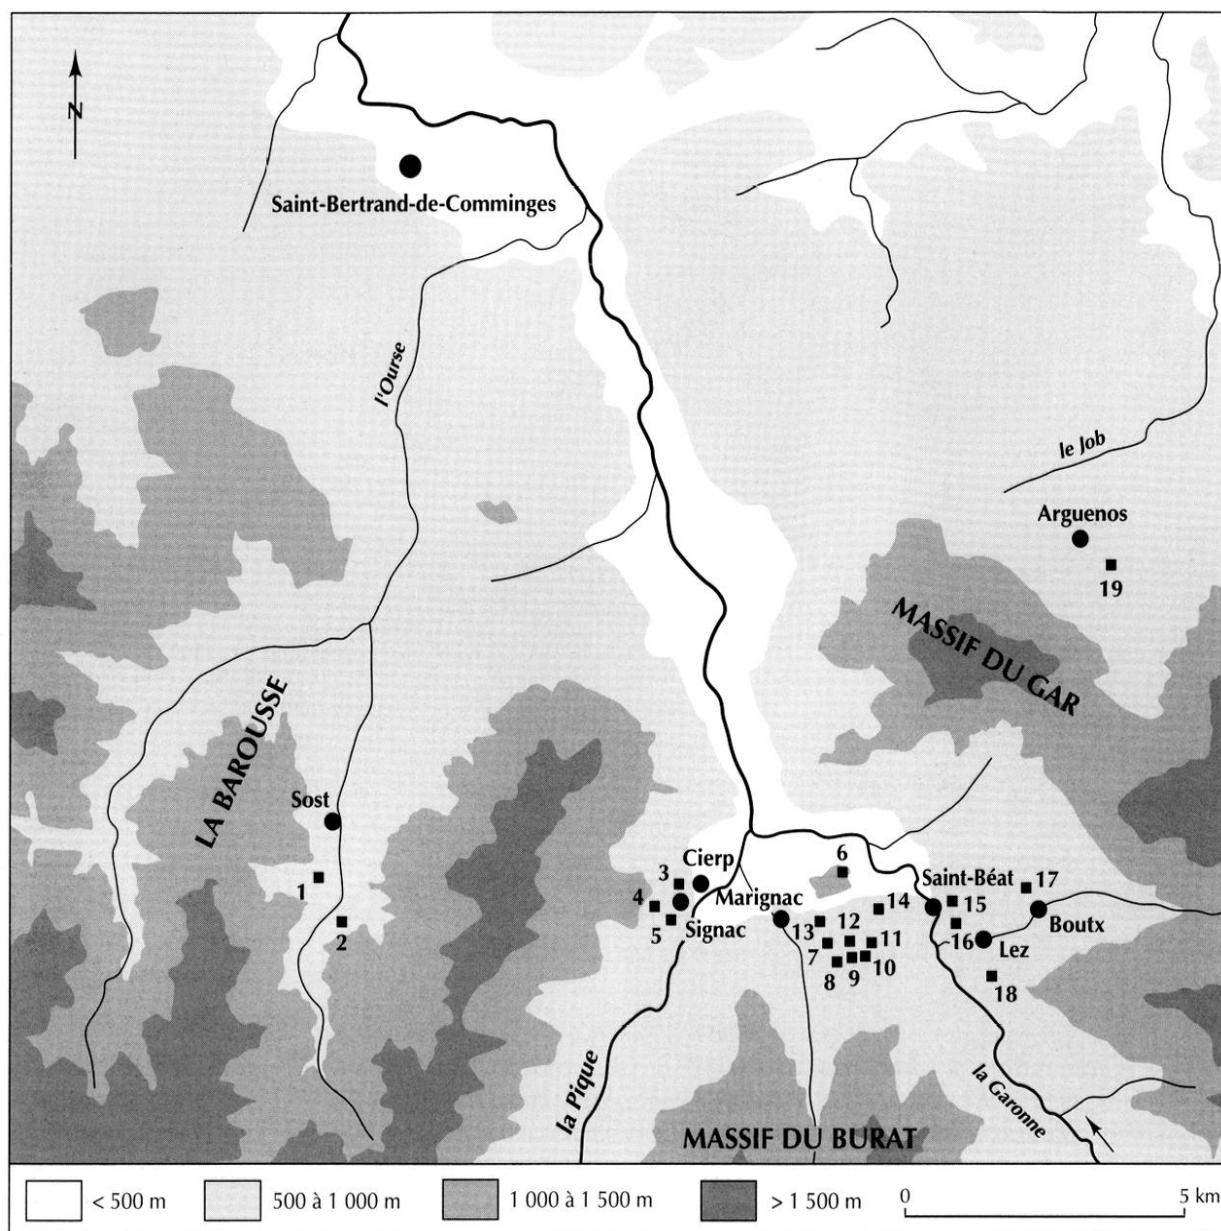 N
Saint-Bertrand-de-Comminges
l'Ourse
le Job
Arguenos
19
MASSIF DU GAR
LA BAROUSSE
Sost
1
2
3
Cierp
4
5
Signac
Marignac
6
13
12
14
7
11
8
9
10
Saint-Béat
15
17
16
Boutx
Lez
18
la Pique
la Garonne
MASSIF DU BURAT
< 500 m
500 à 1 000 m
1 000 à 1 500 m
> 1 500 m
0
5 km